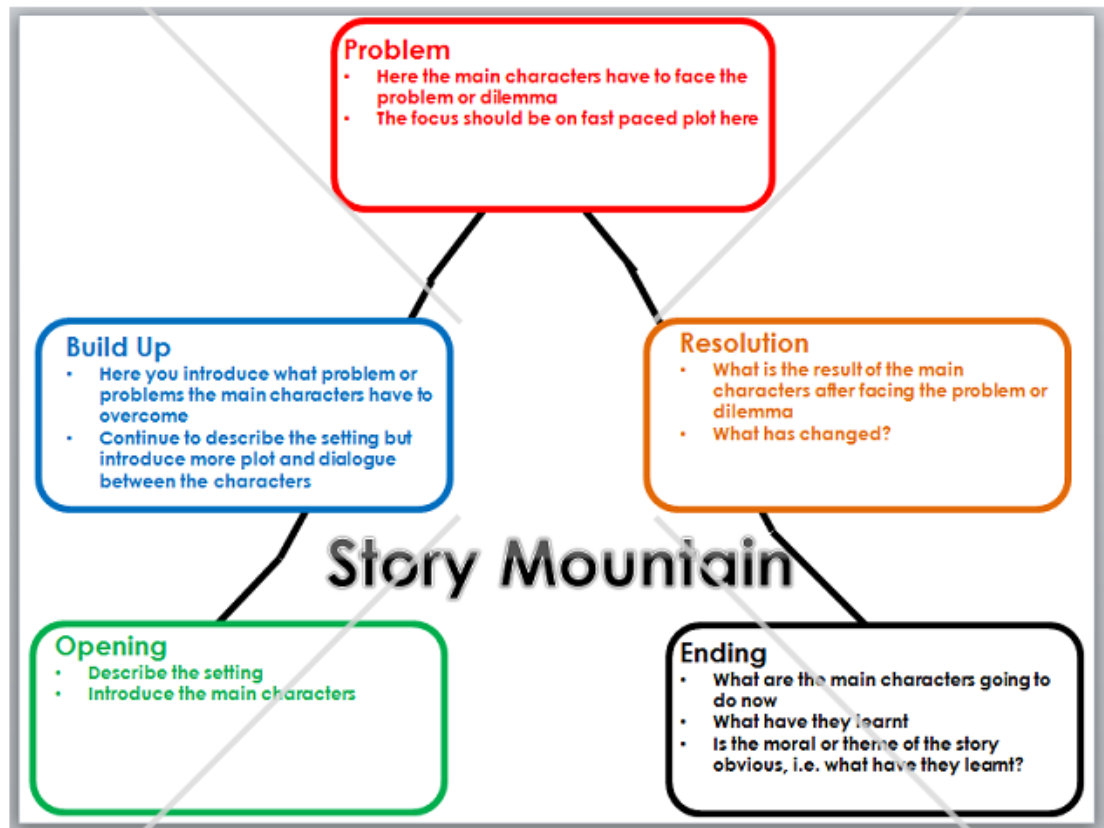 Problem
• Here the main characters have to face the
problem or dilemma
• The focus should be on fast paced plot here
Build Up
• Here you introduce what problem or
problems the main characters have to
overcome
• Continue to describe the setting but
introduce more plot and dialogue
between the characters
Resolution
• What is the result of the main
characters after facing the problem or
dilemma
• What has changed?
Story Mountain
Opening
• Describe the setting
• Introduce the main characters
Ending
• What are the main characters going to
do now
• What have they learnt
• Is the moral or theme of the story
obvious, i.e. what have they learnt?